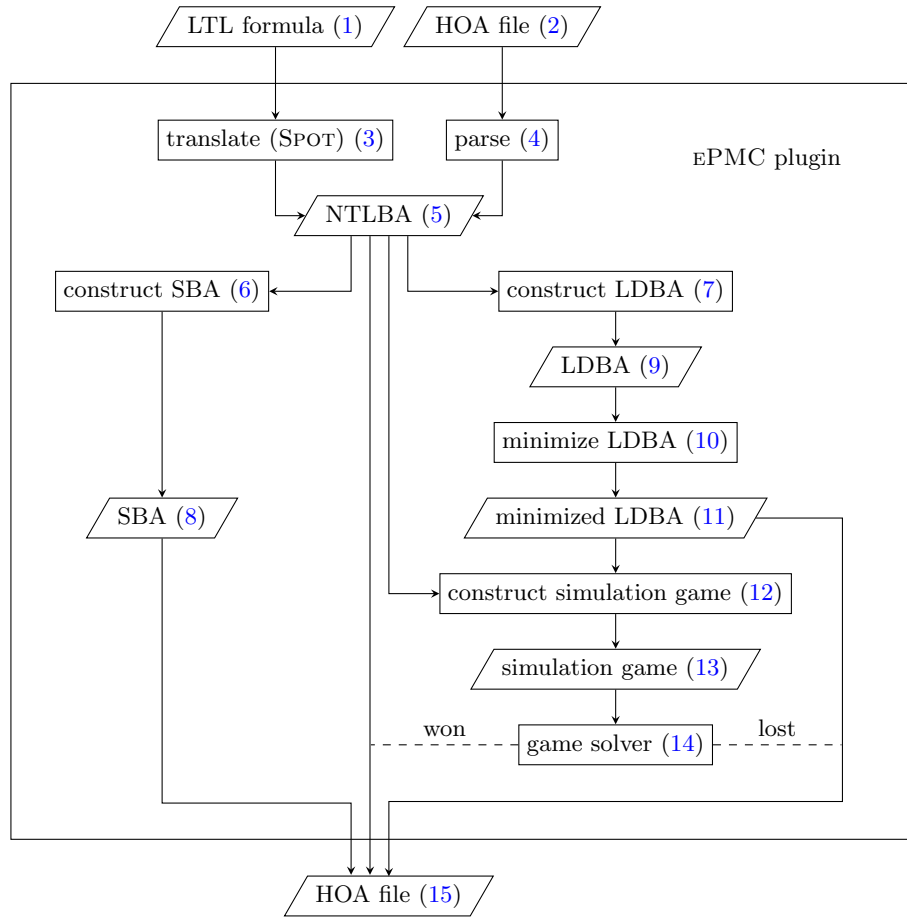 LTL formula (1)
HOA file (2)
translate (SPOT) (3)
parse (4)
EPMC plugin
NTLBA (5)
construct SBA (6)
construct LDBA (7)
LDBA (9)
minimize LDBA (10)
SBA (8)
minimized LDBA (11)
construct simulation game (12)
simulation game (13)
won
game solver (14)
lost
HOA file (15)